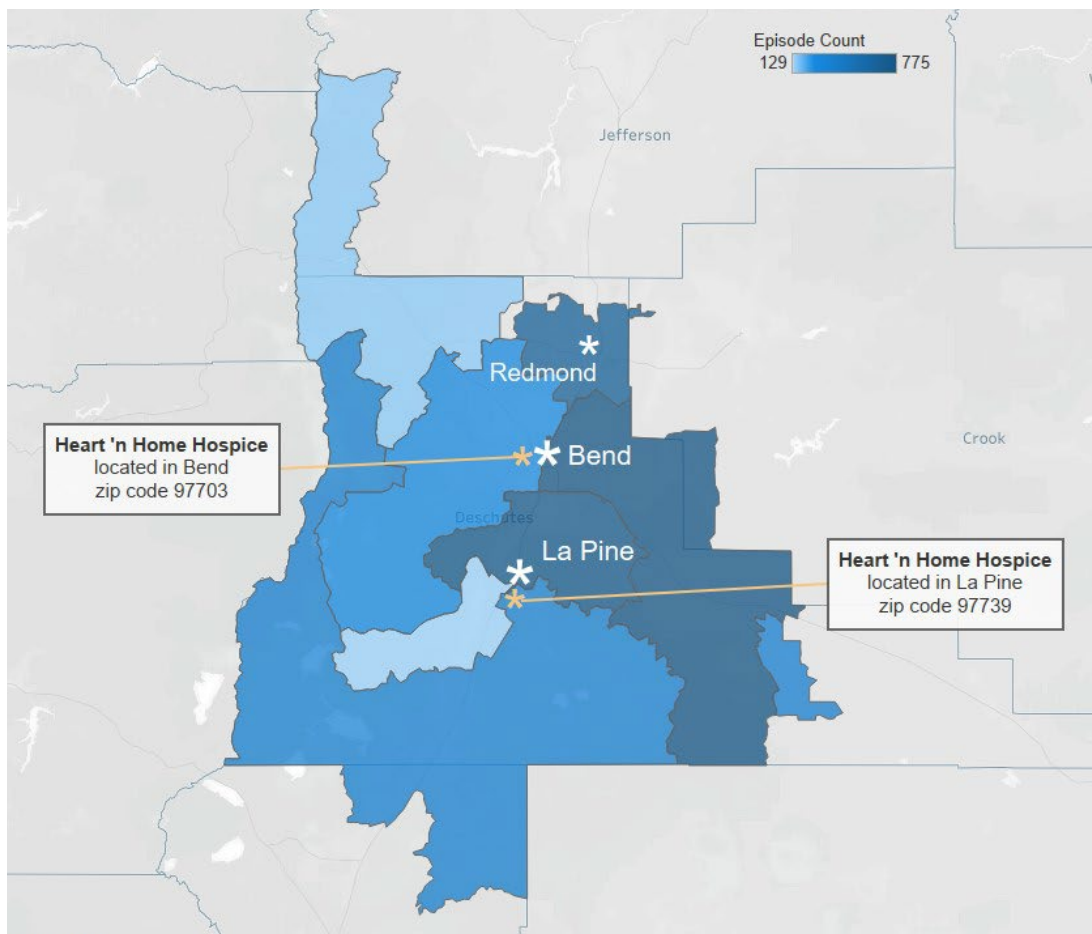 Episode Count
129 775
Jefferson
Redmond
Heart 'n Home Hospice
located in Bend
zip code 97703
Bend
Crook
Deschutes
La Pine
Heart 'n Home Hospice
located in La Pine
zip code 97739